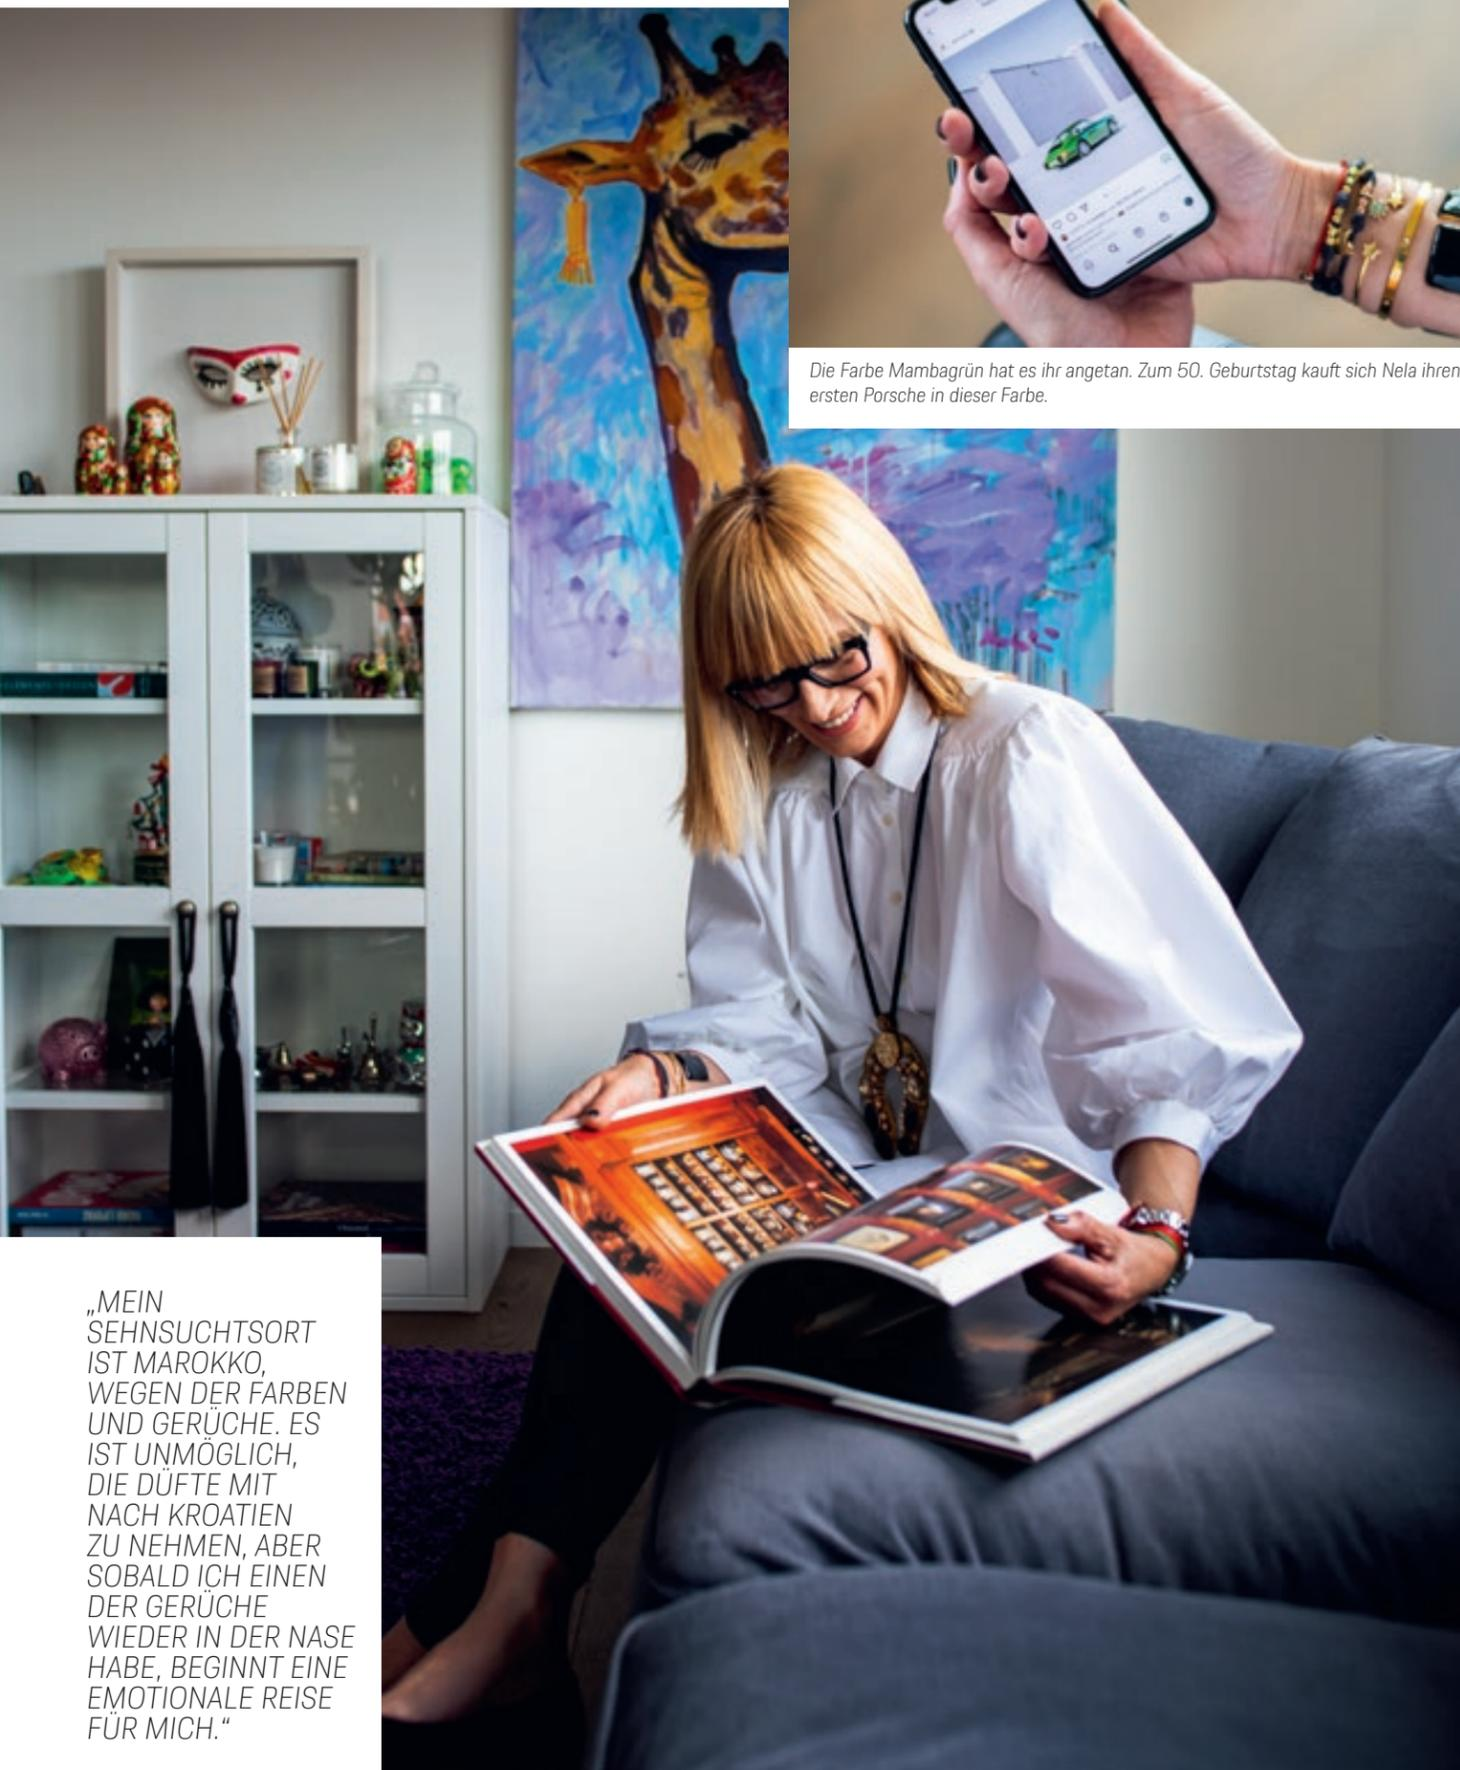 Die Farbe Mambagrün hat es ihr angetan. Zum 50. Geburtstag kauft sich Nela ihren
ersten Porsche in dieser Farbe.
„MEIN
SEHNSUCHTSORT
IST MAROKKO,
WEGEN DER FARBEN
UND GERÜCHE. ES
IST UNMÖGLICH,
DIE DÜFTE MIT
NACH KROATIEN
ZU NEHMEN, ABER
SOBALD ICH EINEN
DER GERÜCHE
WIEDER IN DER NASE
HABE, BEGINNT EINE
EMOTIONALE REISE
FÜR MICH.“